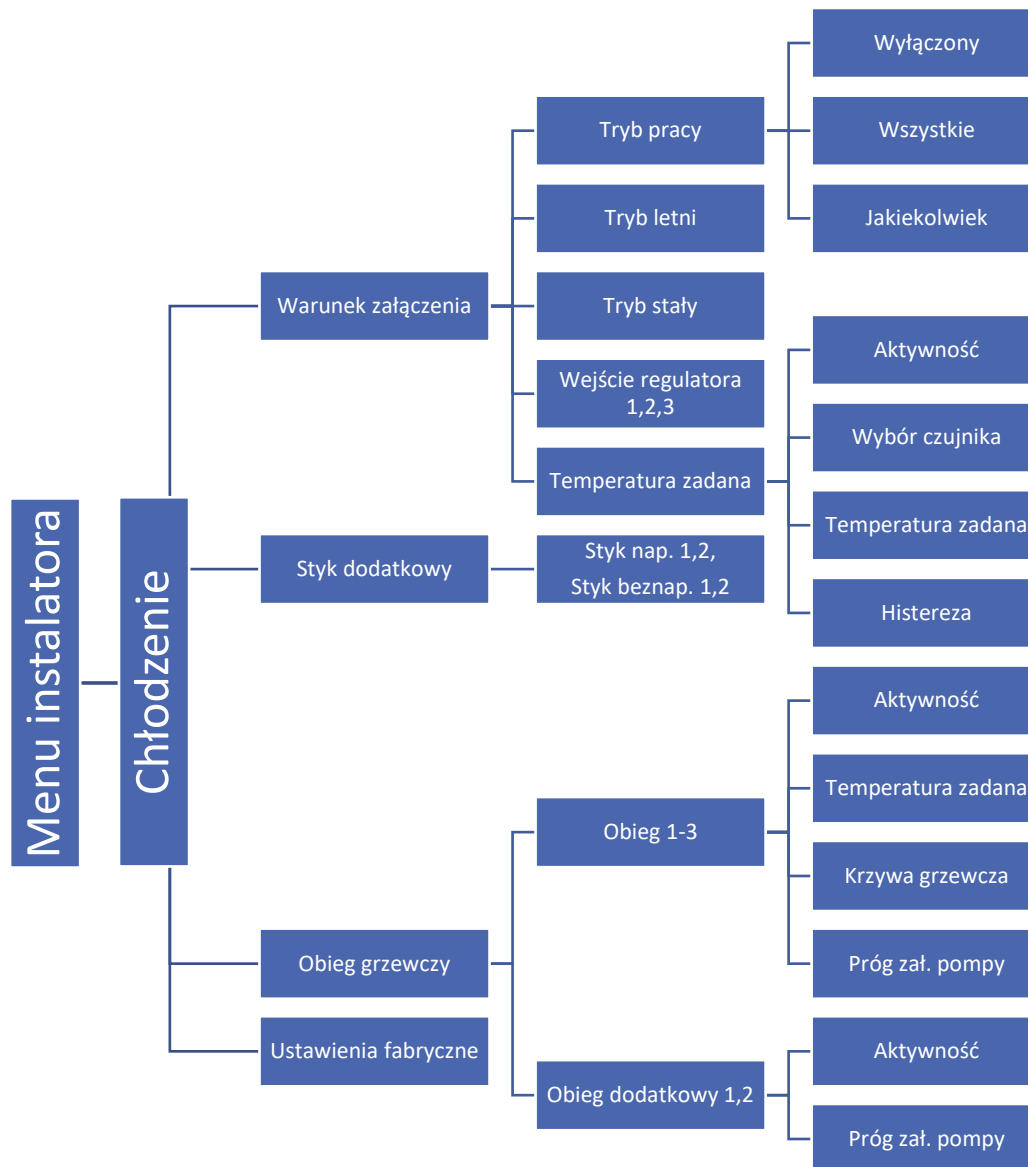 Menu instalatora
Chłodzenie
Warunek załączenia
Tryb pracy
Wyłączony
Wszystkie
Jakiekolwiek
Tryb letni
Tryb stały
Wejście regulatora
1,2,3
Temperatura zadana
Aktywność
Wybór czujnika
Temperatura zadana
Histereza
Styk dodatkowy
Styk nap. 1,2,
Styk beznap. 1,2
Obieg grzewczy
Obieg 1-3
Aktywność
Temperatura zadana
Krzywa grzewcza
Próg zał. pompy
Obieg dodatkowy 1,2
Aktywność
Próg zał. pompy
Ustawienia fabryczne